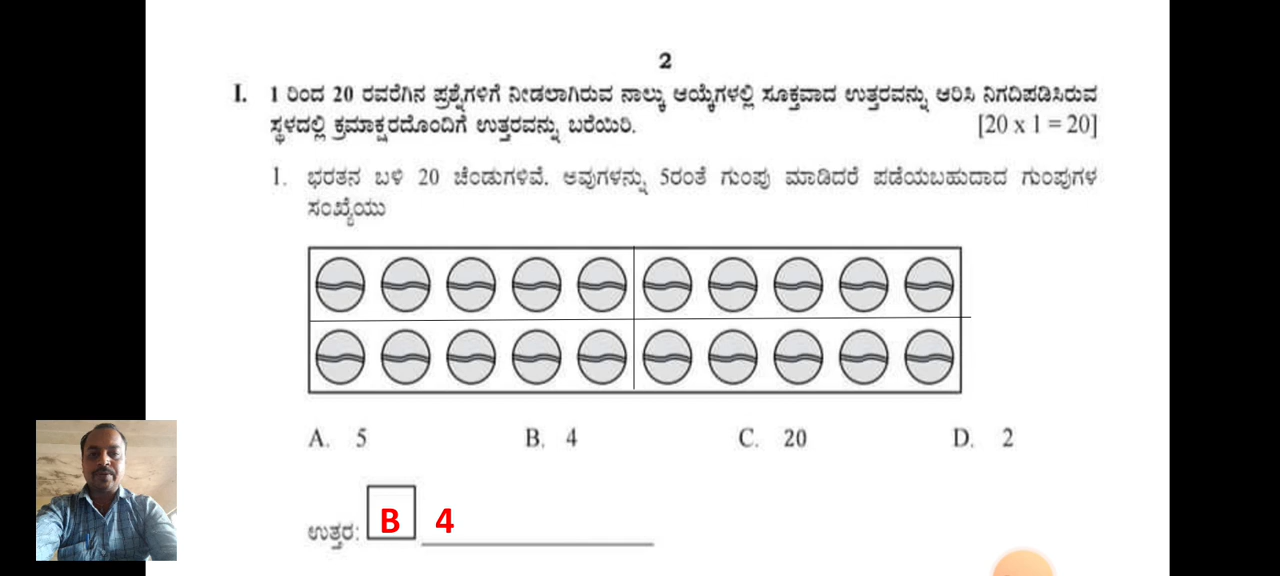 2
I. 1 ರಿಂದ 20 ರವರೆಗಿನ ಪ್ರಶ್ನೆಗಳಿಗೆ ನೀಡಲಾಗಿರುವ ನಾಲ್ಕು ಆಯ್ಕೆಗಳಲ್ಲಿ ಸೂಕ್ತವಾದ ಉತ್ತರವನ್ನು ಆರಿಸಿ ನಿಗದಿಪಡಿಸಿರುವ
ಸ್ಥಳದಲ್ಲಿ ಕ್ರಮಾಕ್ಷರದೊಂದಿಗೆ ಉತ್ತರವನ್ನು ಬರೆಯಿರಿ. [20 x 1 = 20]
1. ಭರತನ ಬಳಿ 20 ಚೆಂಡುಗಳಿವೆ. ಅವುಗಳನ್ನು 5ರಂತೆ ಗುಂಪು ಮಾಡಿದರೆ ಪಡೆಯಬಹುದಾದ ಗುಂಪುಗಳ
ಸಂಖ್ಯೆಯು
A. 5 B. 4 C. 20 D. 2
ಉತ್ತರ: B 4